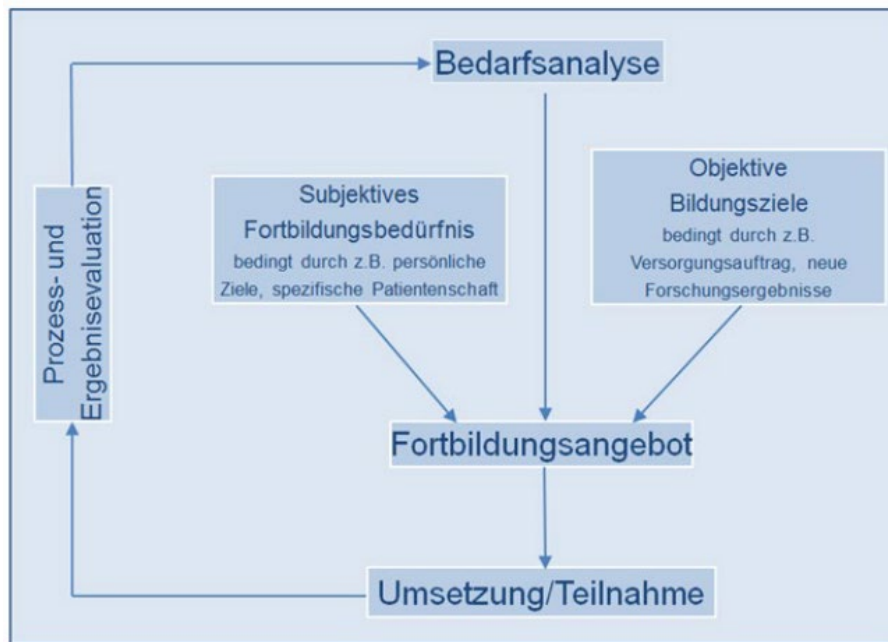 Bedarfsanalyse
Subjektives
Fortbildungsbedürfnis
bedingt durch z.B. persönliche
Ziele, spezifische Patientenschaft
Objektive
Bildungsziele
bedingt durch z.B.
Versorgungsauftrag, neue
Forschungsergebnisse
Prozess- und
Ergebnisevaluation
Fortbildungsangebot
Umsetzung/Teilnahme